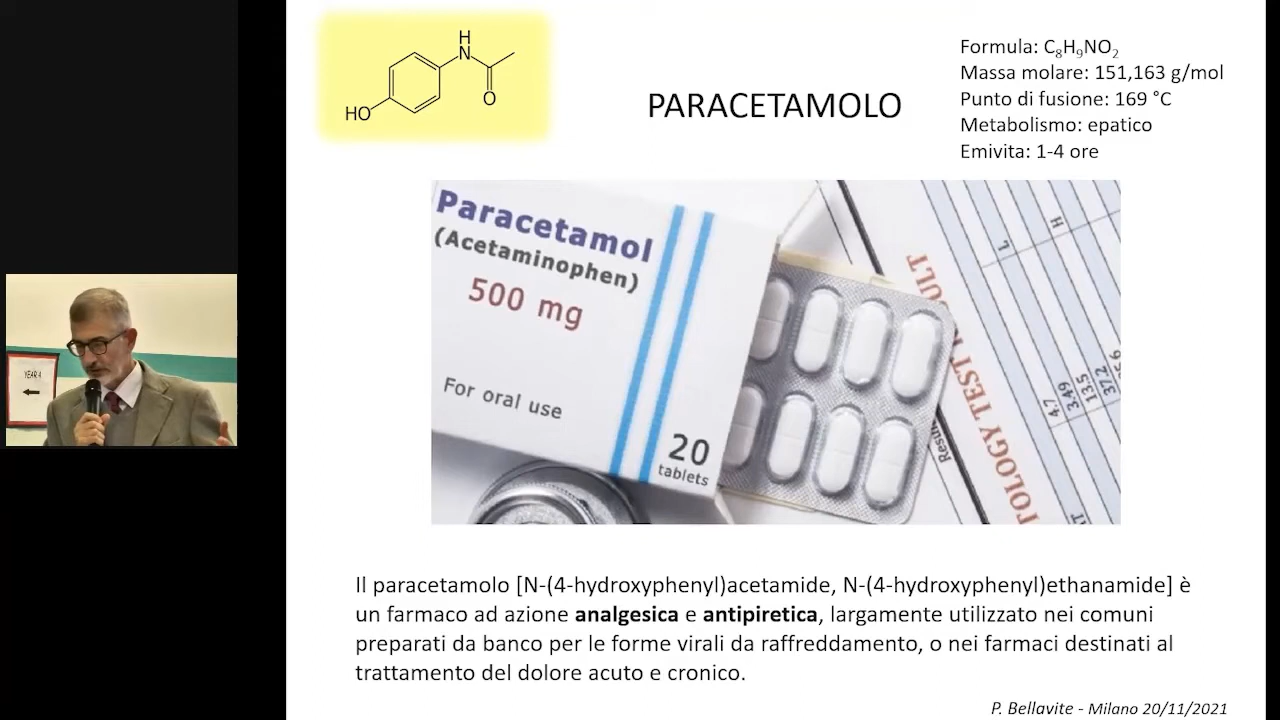 H
N
O
HO
PARACETAMOLO
Formula: C₈H₉NO₂
Massa molare: 151,163 g/mol
Punto di fusione: 169 °C
Metabolismo: epatico
Emivita: 1-4 ore
Paracetamol
(Acetaminophen)
500 mg
For oral use
20
tablets
L
H
4.7
3.49
13.5
37.2
TOLOGY TEST
YEAR 4
Il paracetamolo [N-(4-hydroxyphenyl)acetamide, N-(4-hydroxyphenyl)ethanamide] è
un farmaco ad azione analgesica e antipiretica, largamente utilizzato nei comuni
preparati da banco per le forme virali da raffreddamento, o nei farmaci destinati al
trattamento del dolore acuto e cronico.
P. Bellavite - Milano 20/11/2021